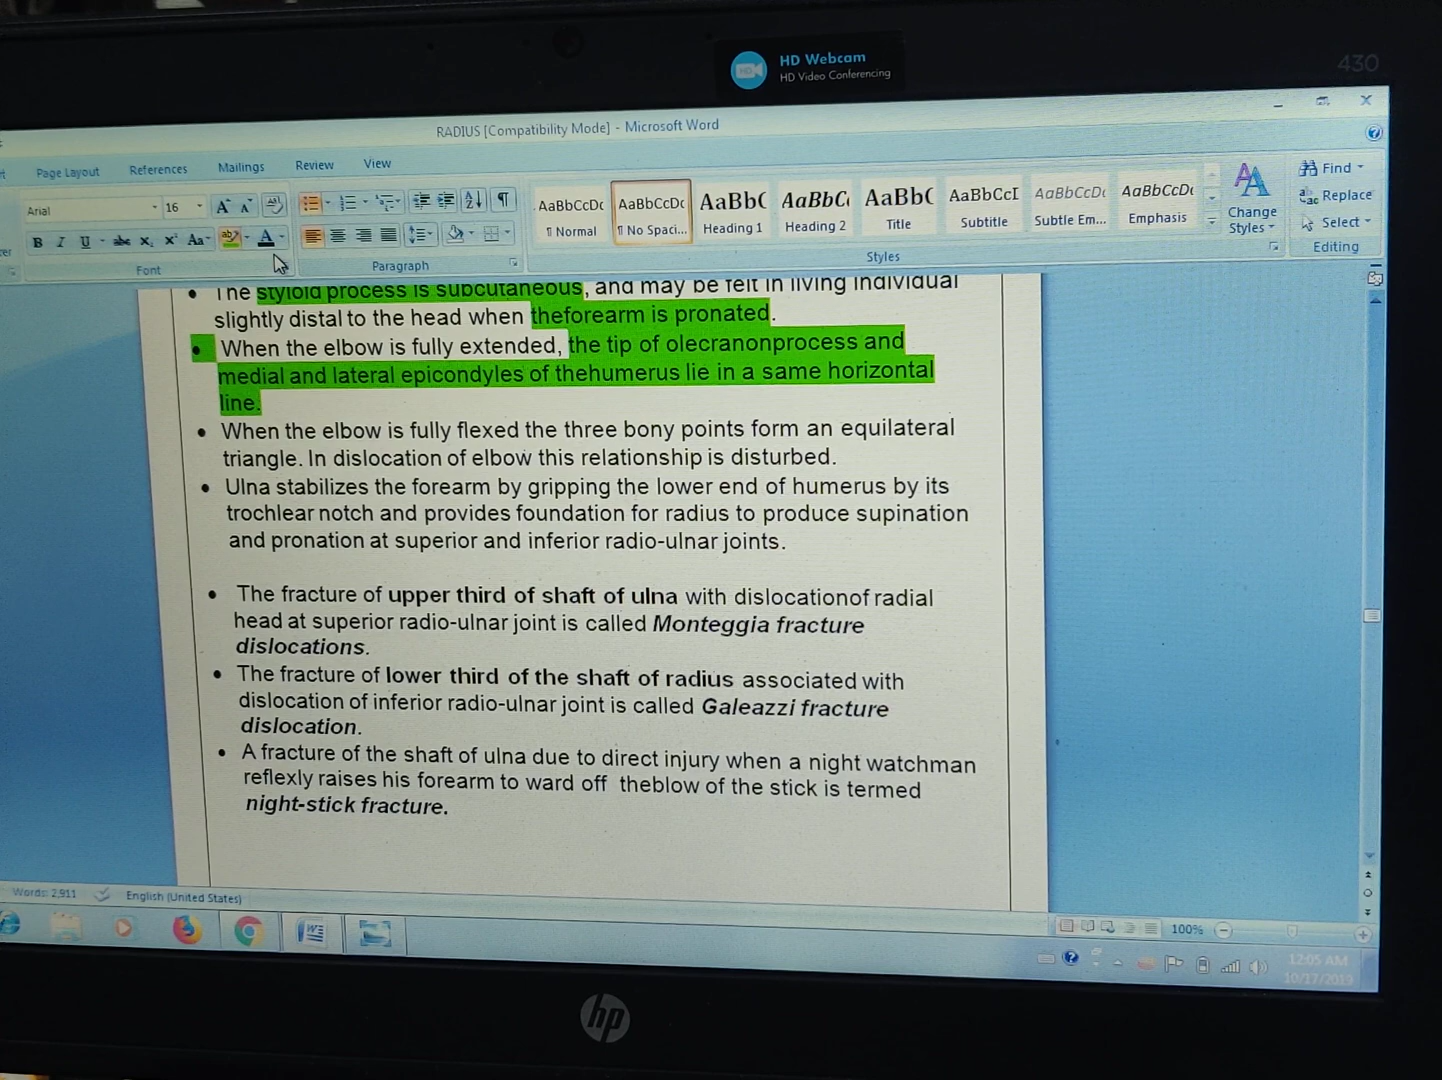 HD Webcam
HD Video Conferencing
430
RADIUS [Compatibility Mode] - Microsoft Word
Page Layout References Mailings Review View
Arial 16
Font
Paragraph
AaBbCcDc AaBbCcDc AaBbC AaBbC AaBbC AaBbCcI AaBbCcDc AaBbCcDc
¶ Normal ¶ No Spaci... Heading 1 Heading 2 Title Subtitle Subtle Em... Emphasis
Styles
Change
Styles
Find
Replace
Select
Editing
• The styloid process is subcutaneous, and may be felt in living individual
slightly distal to the head when theforearm is pronated.
• When the elbow is fully extended, the tip of olecranonprocess and
medial and lateral epicondyles of thehumerus lie in a same horizontal
line.
• When the elbow is fully flexed the three bony points form an equilateral
triangle. In dislocation of elbow this relationship is disturbed.
• Ulna stabilizes the forearm by gripping the lower end of humerus by its
trochlear notch and provides foundation for radius to produce supination
and pronation at superior and inferior radio-ulnar joints.
• The fracture of upper third of shaft of ulna with dislocationof radial
head at superior radio-ulnar joint is called Monteggia fracture
dislocations.
• The fracture of lower third of the shaft of radius associated with
dislocation of inferior radio-ulnar joint is called Galeazzi fracture
dislocation.
• A fracture of the shaft of ulna due to direct injury when a night watchman
reflexly raises his forearm to ward off theblow of the stick is termed
night-stick fracture.
Words: 2,911 English (United States)
100%
12:05 AM
10/17/2019
hp